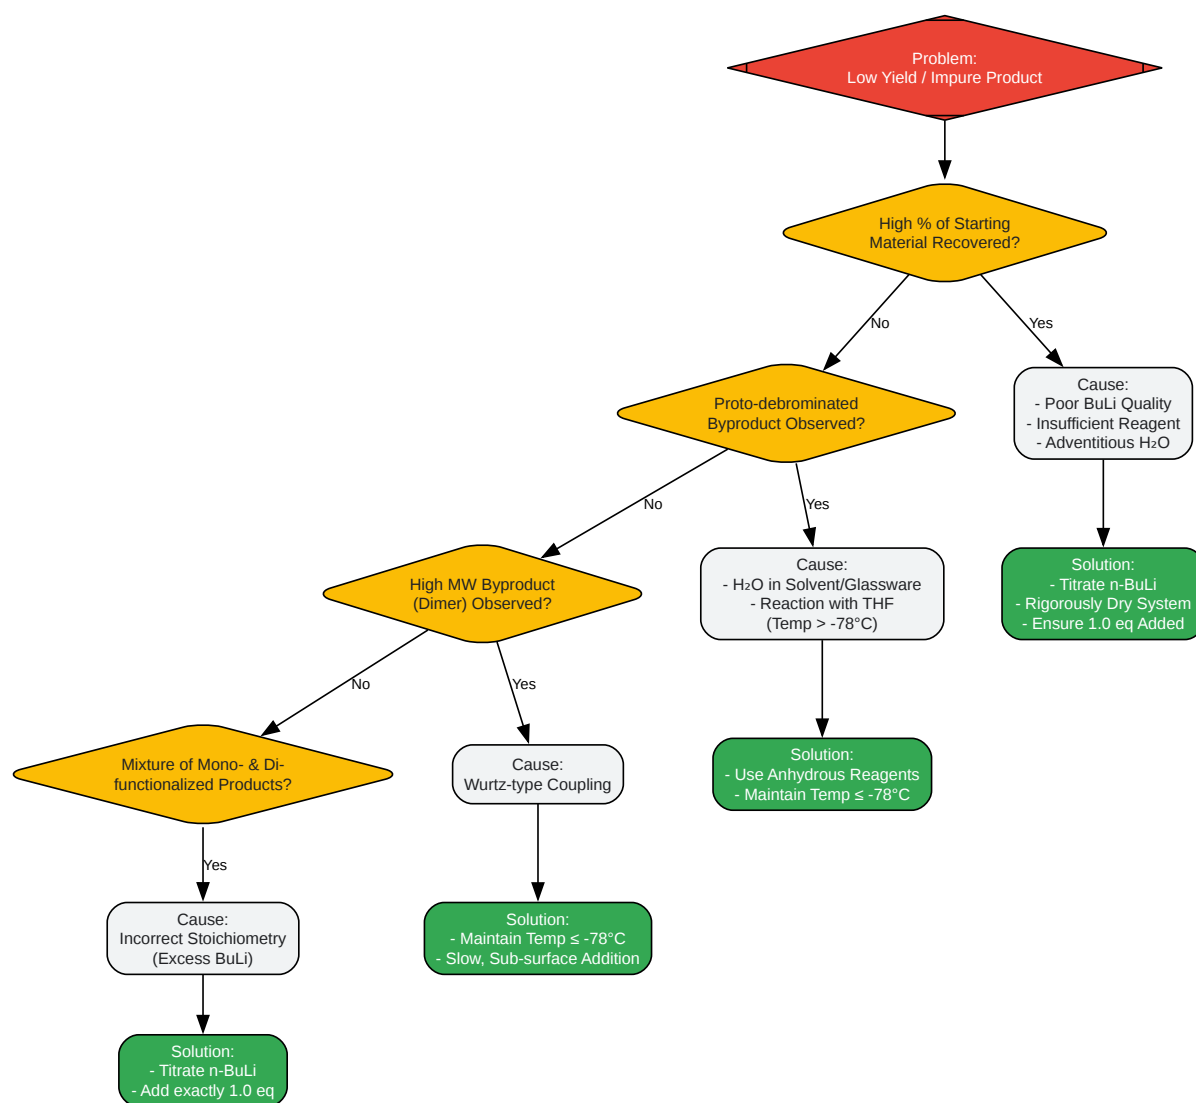 Problem:
Low Yield / Impure Product
High % of Starting
Material Recovered?
No
Yes
Proto-debrominated
Byproduct Observed?
Cause:
- Poor BuLi Quality
- Insufficient Reagent
- Adventitious H₂O
No
Yes
High MW Byproduct
(Dimer) Observed?
Cause:
- H₂O in Solvent/Glassware
- Reaction with THF
(Temp > -78°C)
Solution:
- Titrate n-BuLi
- Rigorously Dry System
- Ensure 1.0 eq Added
No
Yes
Mixture of Mono- & Di-
functionalized Products?
Cause:
Wurtz-type Coupling
Solution:
- Use Anhydrous Reagents
- Maintain Temp ≤ -78°C
Yes
Cause:
Incorrect Stoichiometry
(Excess BuLi)
Solution:
- Maintain Temp ≤ -78°C
- Slow, Sub-surface Addition
Solution:
- Titrate n-BuLi
- Add exactly 1.0 eq